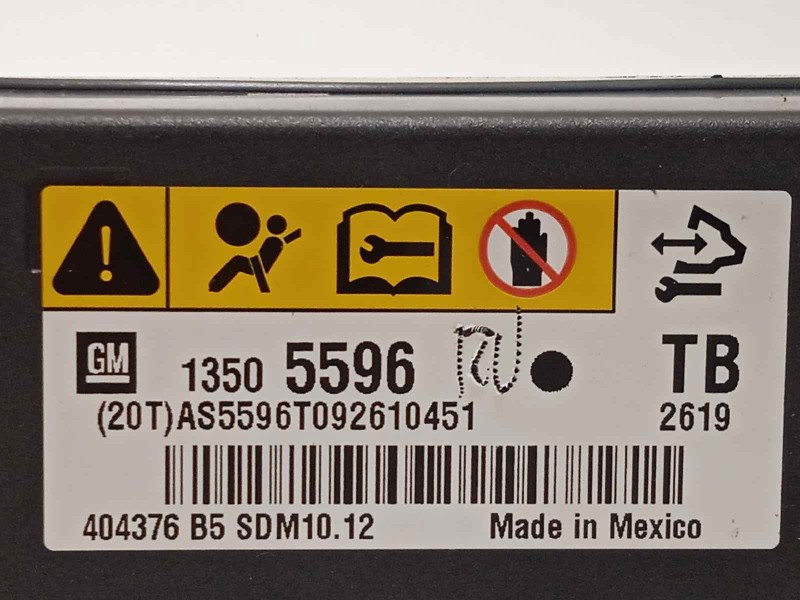 GM 1350 5596 TB
(20T)AS5596T092610451 2619
404376 B5 SDM10.12 Made in Mexico